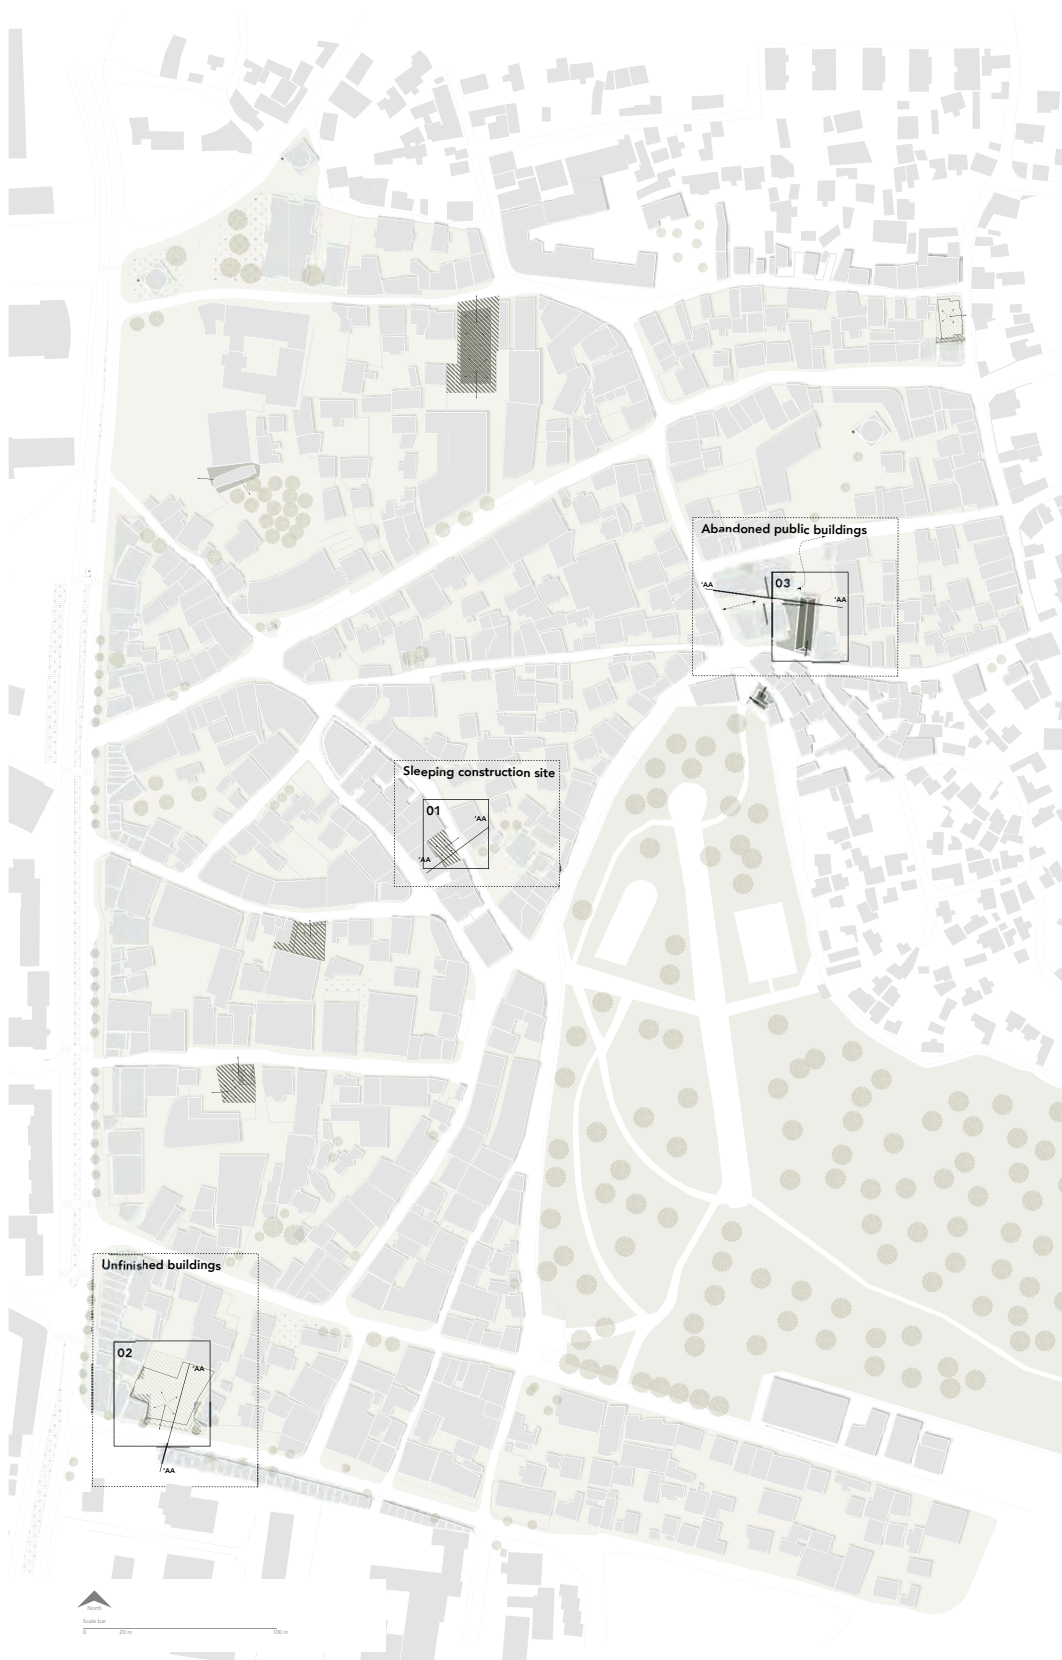 Abandoned public buildings
'AA
03
'AA
Sleeping construction site
01
'AA
'AA
Unfinished buildings
02
'AA
'AA
North
Scale bar
0 20 m 100 m